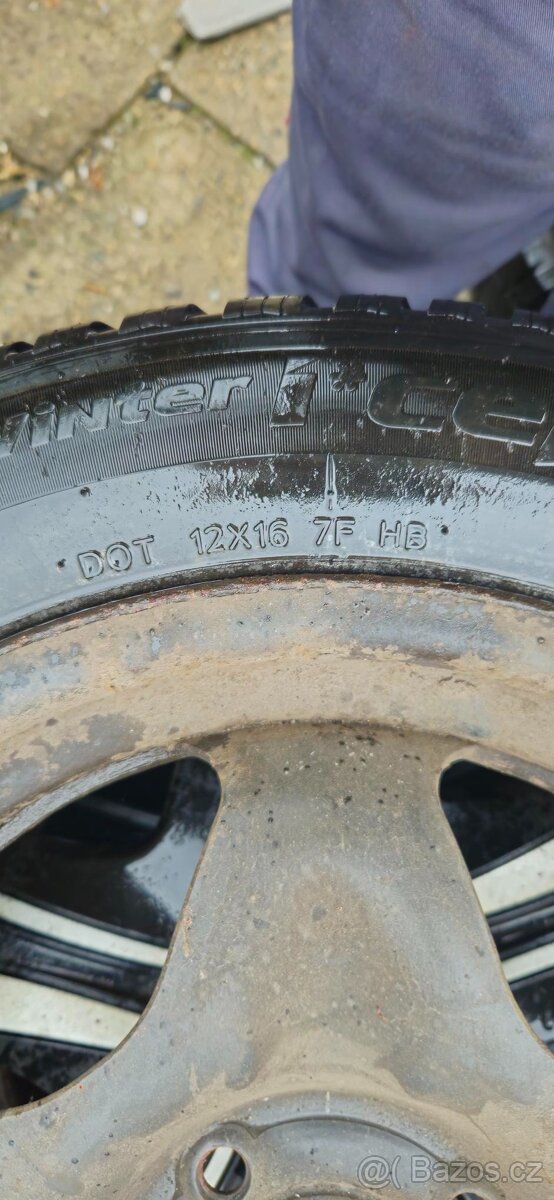 winter i*ce
DOT 12X16 7F HB
@ Bazos.cz